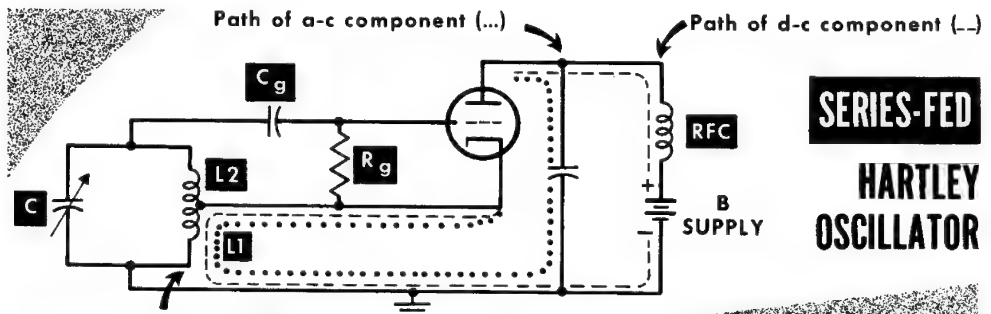 Path of a-c component (...)
Path of d-c component (--)
Cg
Rg
L2
C
L1
RFC
+
B
SUPPLY
–
SERIES-FED
HARTLEY
OSCILLATOR